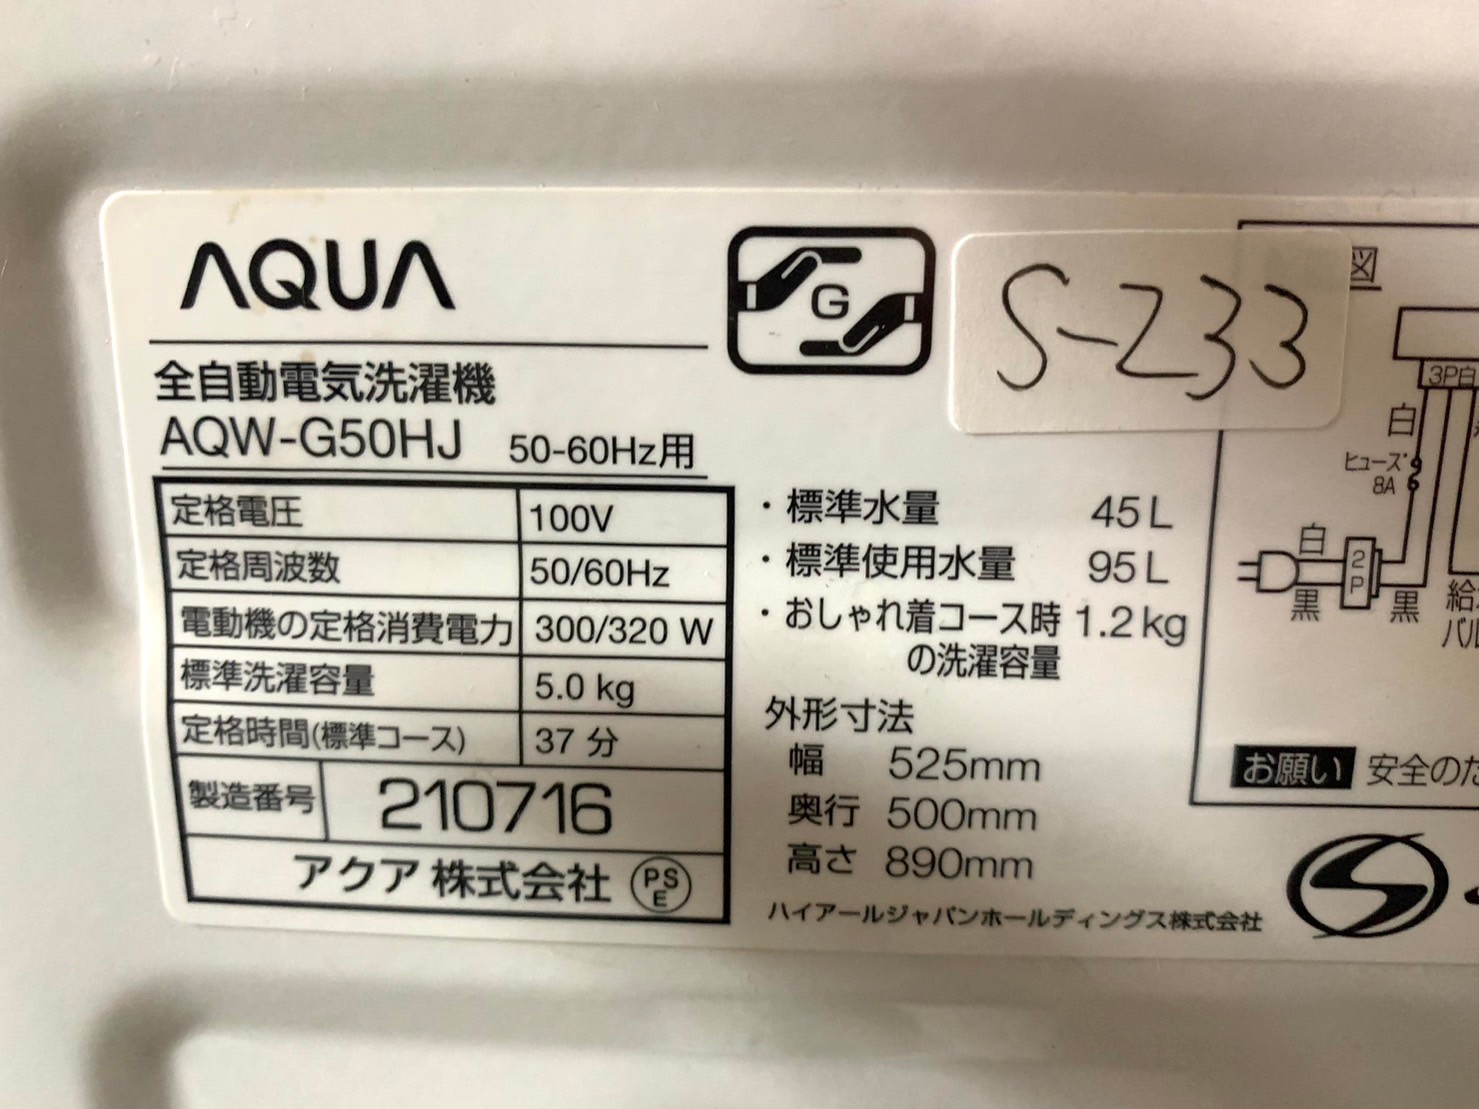 AQUA
全自動電気洗濯機
AQW-G50HJ 50-60Hz用
定格電圧 100V
定格周波数 50/60Hz
電動機の定格消費電力 300/320 W
標準洗濯容量 5.0 kg
定格時間(標準コース) 37 分
製造番号 210716
アクア 株式会社 PS E
G
S-233
・標準水量 45L
・標準使用水量 95L
・おしゃれ着コース時 1.2kg
の洗濯容量
外形寸法
幅 525mm
奥行 500mm
高さ 890mm
ハイアールジャパンホールディングス株式会社
図
3P白
白
ヒューズ
8A
白
2P
黒
黒
給
バル
お願い 安全のた